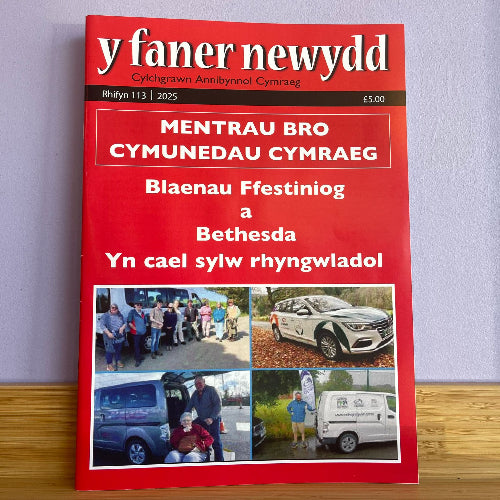 y faner newydd
Cylchgrawn Annibynnol Cymraeg
Rhifyn 113 | 2025 £5.00
MENTRAU BRO
CYMUNEDAU CYMRAEG
Blaenau Ffestiniog
a
Bethesda
Yn cael sylw rhyngwladol